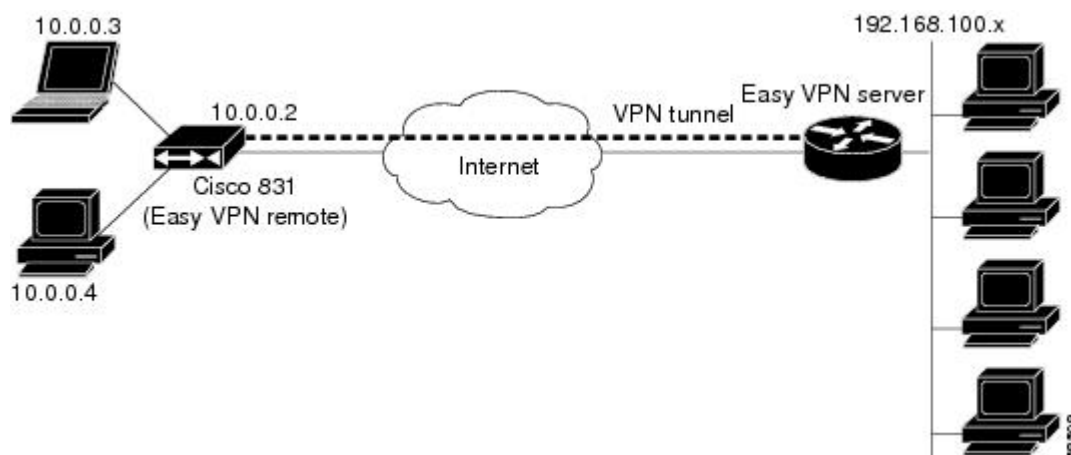 10.0.0.3
192.168.100.x
10.0.0.2
VPN tunnel
Easy VPN server
Internet
Cisco 831
(Easy VPN remote)
10.0.0.4